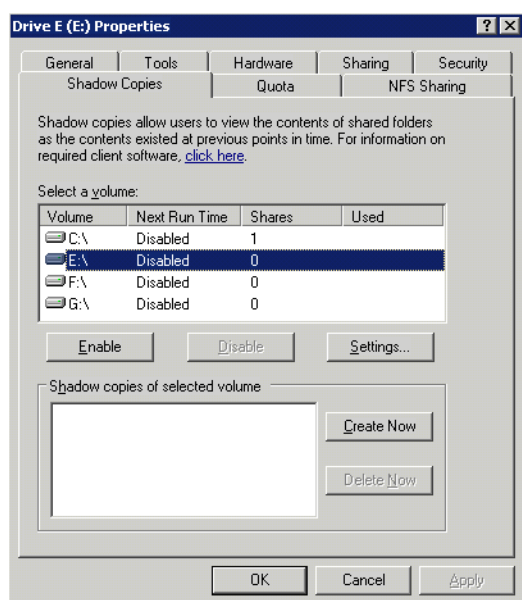 Drive E (E:) Properties
General Tools Hardware Sharing Security
Shadow Copies Quota NFS Sharing
Shadow copies allow users to view the contents of shared folders
as the contents existed at previous points in time. For information on
required client software, click here.
Select a volume:
Volume Next Run Time Shares Used
C:\ Disabled 1
E:\ Disabled 0
F:\ Disabled 0
G:\ Disabled 0
Enable Disable Settings...
Shadow copies of selected volume
Create Now
Delete Now
OK Cancel Apply